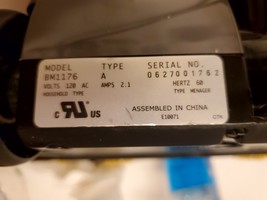 MODEL TYPE SERIAL NO.
BM1176 A 0627001762
VOLTS 120 AC AMPS 2.1 HERTZ 60
HOUSEHOLD TYPE TYPE MENAGER
C UL US
ASSEMBLED IN CHINA
E10071